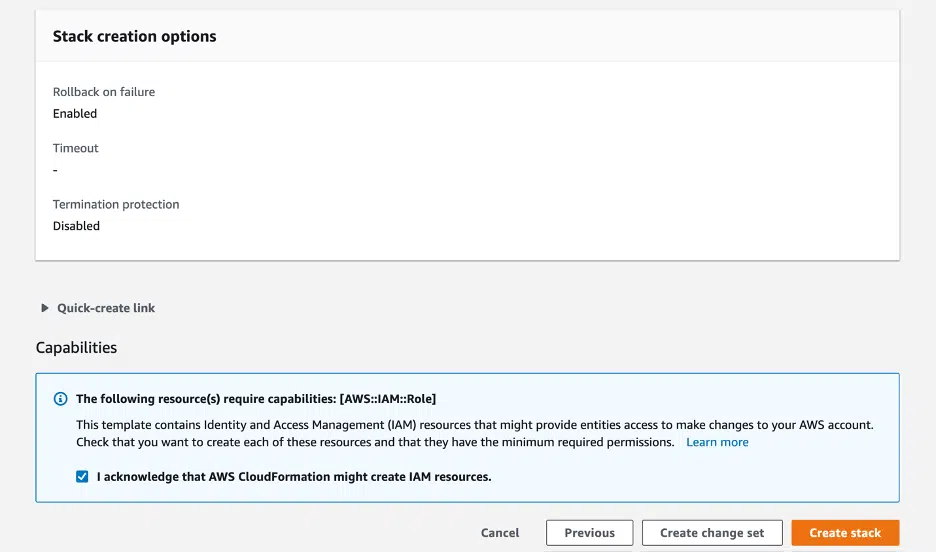 Stack creation options
Rollback on failure
Enabled
Timeout
-
Termination protection
Disabled
Quick-create link
Capabilities
The following resource(s) require capabilities: [AWS::IAM::Role]
This template contains Identity and Access Management (IAM) resources that might provide entities access to make changes to your AWS account.
Check that you want to create each of these resources and that they have the minimum required permissions. Learn more
I acknowledge that AWS CloudFormation might create IAM resources.
Cancel Previous Create change set Create stack